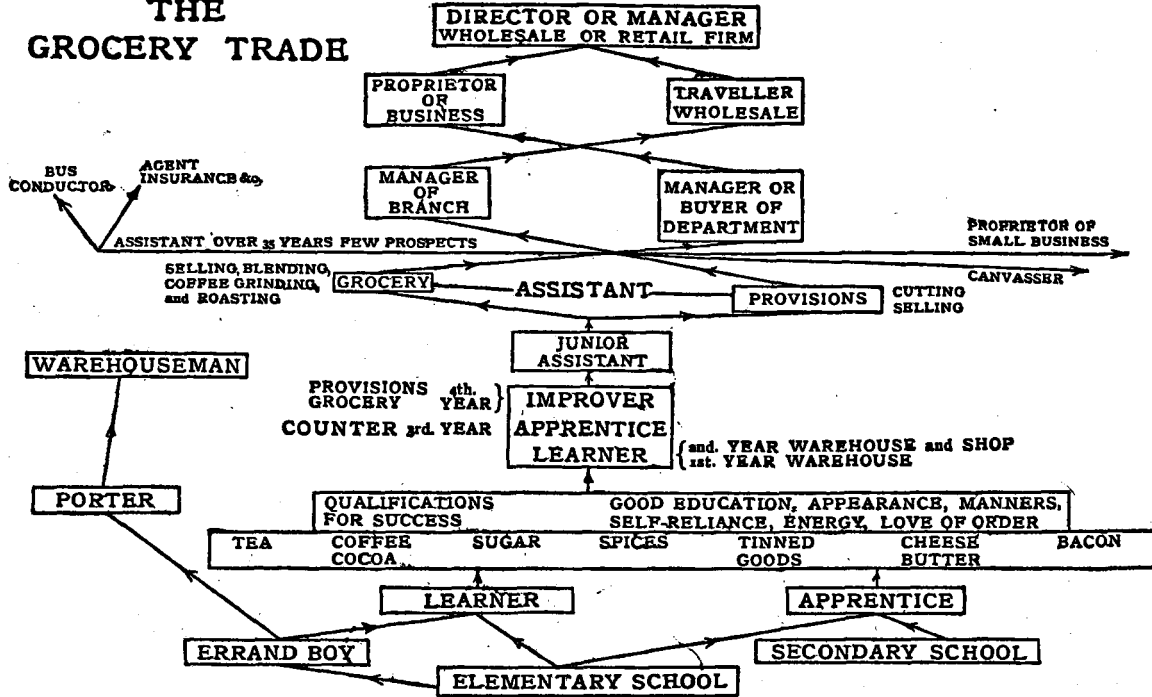 THE
GROCERY TRADE
DIRECTOR OR MANAGER
WHOLESALE OR RETAIL FIRM
PROPRIETOR
OF
BUSINESS
TRAVELLER
WHOLESALE
BUS
CONDUCTOR
AGENT
INSURANCE &c,
MANAGER
OF
BRANCH
MANAGER OR
BUYER OF
DEPARTMENT
ASSISTANT OVER 35 YEARS FEW PROSPECTS
PROPRIETOR OF
SMALL BUSINESS
CANVASSER
SELLING, BLENDING,
COFFEE GRINDING,
and ROASTING
GROCERY
ASSISTANT
PROVISIONS
CUTTING
SELLING
JUNIOR
ASSISTANT
WAREHOUSEMAN
PROVISIONS 4th.
GROCERY YEAR
IMPROVER
COUNTER 3rd. YEAR
APPRENTICE
LEARNER
2nd. YEAR WAREHOUSE and SHOP
1st. YEAR WAREHOUSE
PORTER
QUALIFICATIONS
FOR SUCCESS
GOOD EDUCATION, APPEARANCE, MANNERS,
SELF-RELIANCE, ENERGY, LOVE OF ORDER
TEA
COFFEE
COCOA
SUGAR
SPICES
TINNED
GOODS
CHEESE
BUTTER
BACON
LEARNER
APPRENTICE
ERRAND BOY
SECONDARY SCHOOL
ELEMENTARY SCHOOL